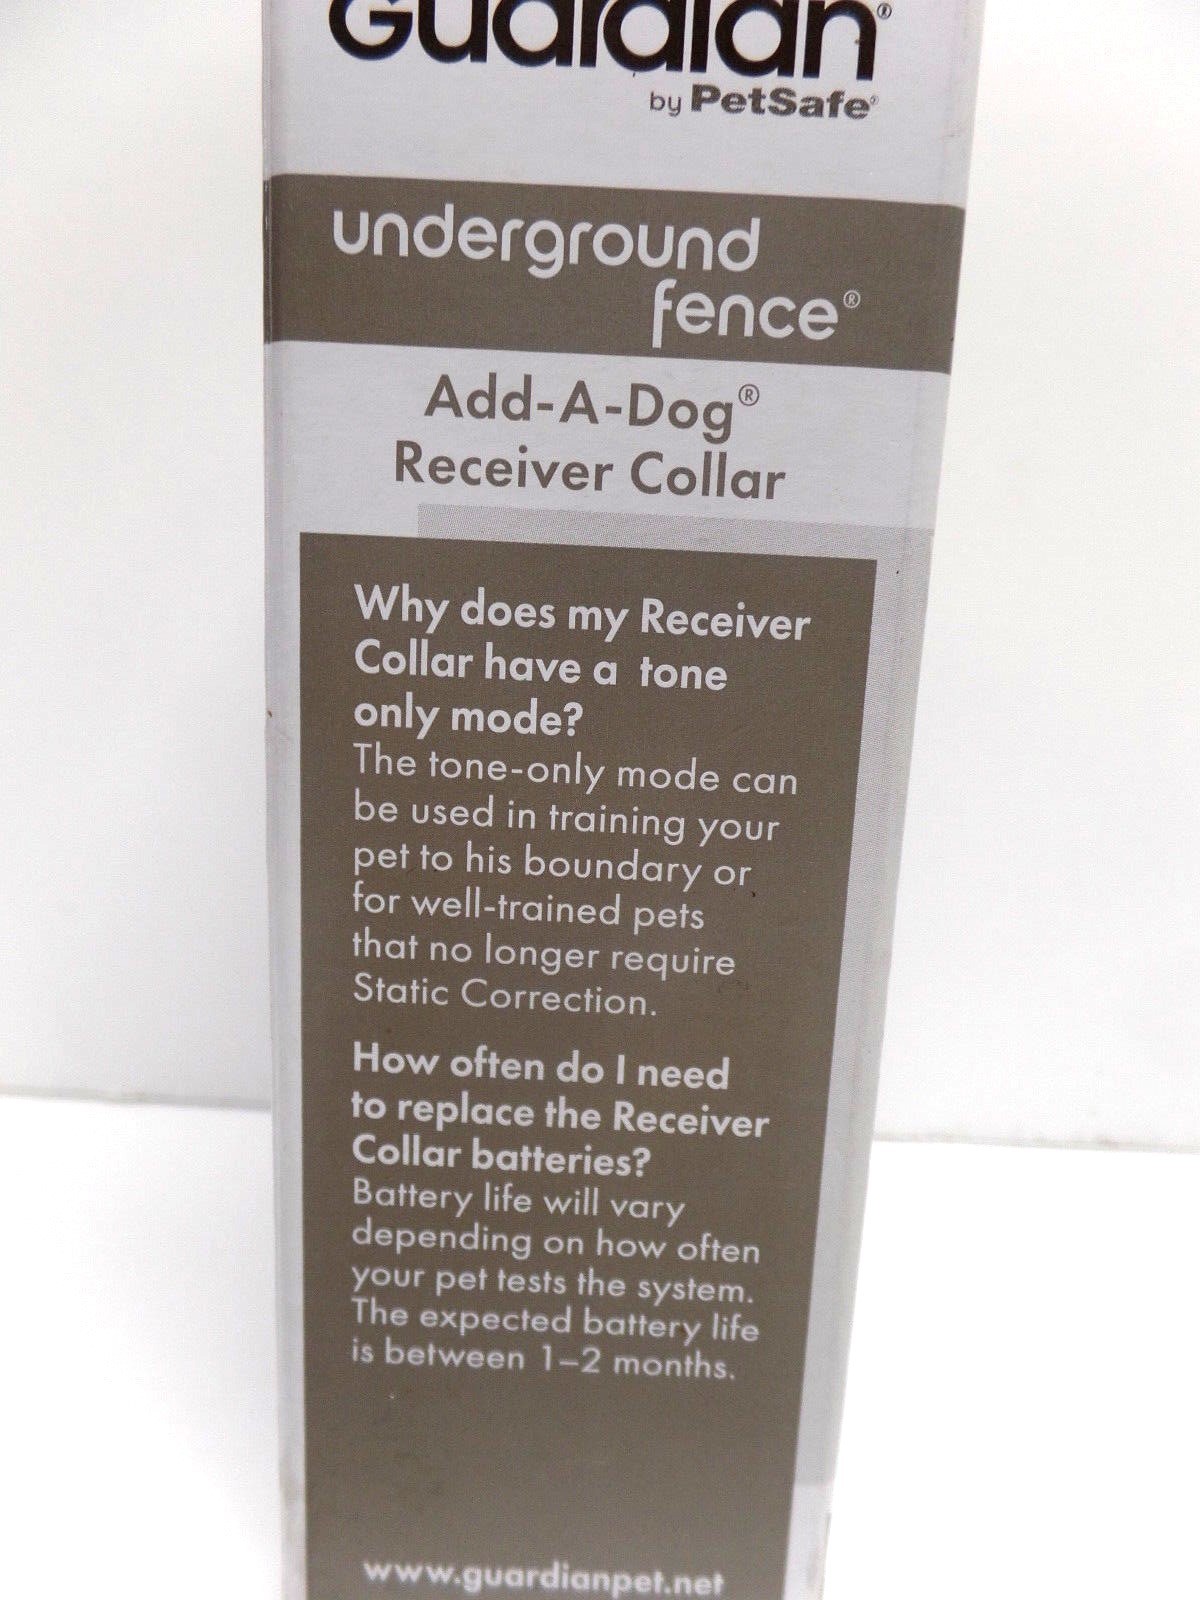 Guardian®
by PetSafe®
underground
fence®
Add-A-Dog®
Receiver Collar
Why does my Receiver
Collar have a tone
only mode?
The tone-only mode can
be used in training your
pet to his boundary or
for well-trained pets
that no longer require
Static Correction.
How often do I need
to replace the Receiver
Collar batteries?
Battery life will vary
depending on how often
your pet tests the system.
The expected battery life
is between 1–2 months.
www.guardianpet.net